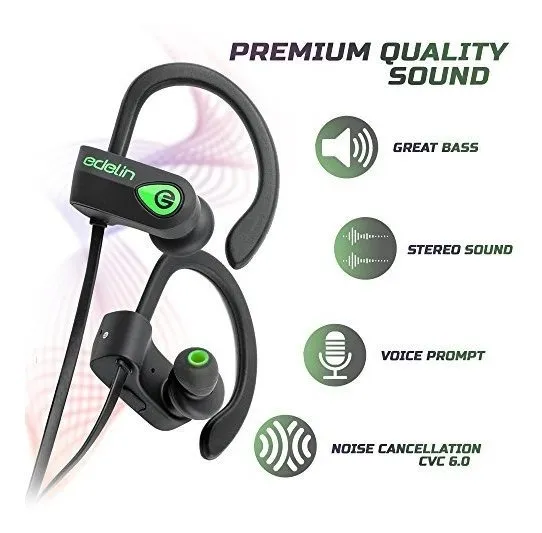 PREMIUM QUALITY
SOUND
edelin
e
GREAT BASS
STEREO SOUND
VOICE PROMPT
NOISE CANCELLATION
CVC 6.0